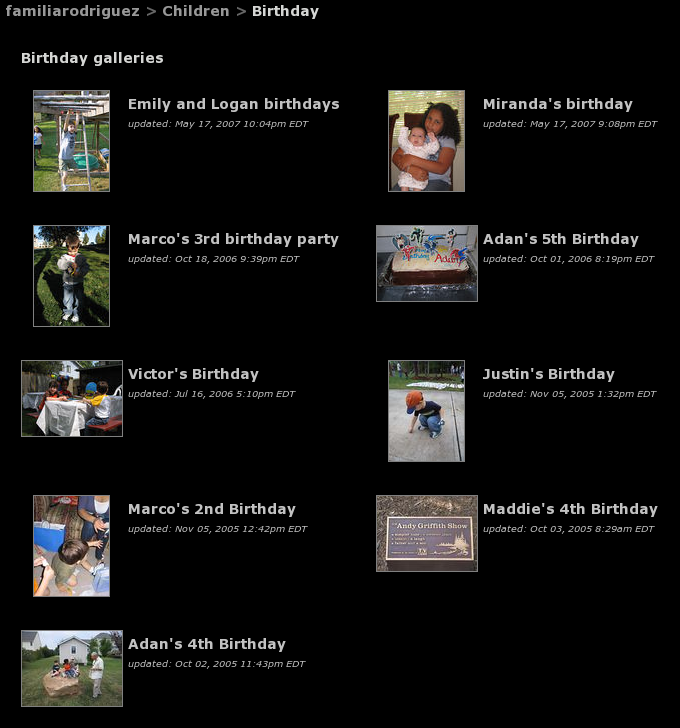 familiarodriguez > Children > Birthday
Birthday galleries
Emily and Logan birthdays
updated: May 17, 2007 10:04pm EDT
Miranda's birthday
updated: May 17, 2007 9:08pm EDT
Marco's 3rd birthday party
updated: Oct 18, 2006 9:39pm EDT
Adan's 5th Birthday
updated: Oct 01, 2006 8:19pm EDT
Victor's Birthday
updated: Jul 16, 2006 5:10pm EDT
Justin's Birthday
updated: Nov 05, 2005 1:32pm EDT
Marco's 2nd Birthday
updated: Nov 05, 2005 12:42pm EDT
Andy Griffith Show
Maddie's 4th Birthday
updated: Oct 03, 2005 8:29am EDT
Adan's 4th Birthday
updated: Oct 02, 2005 11:43pm EDT